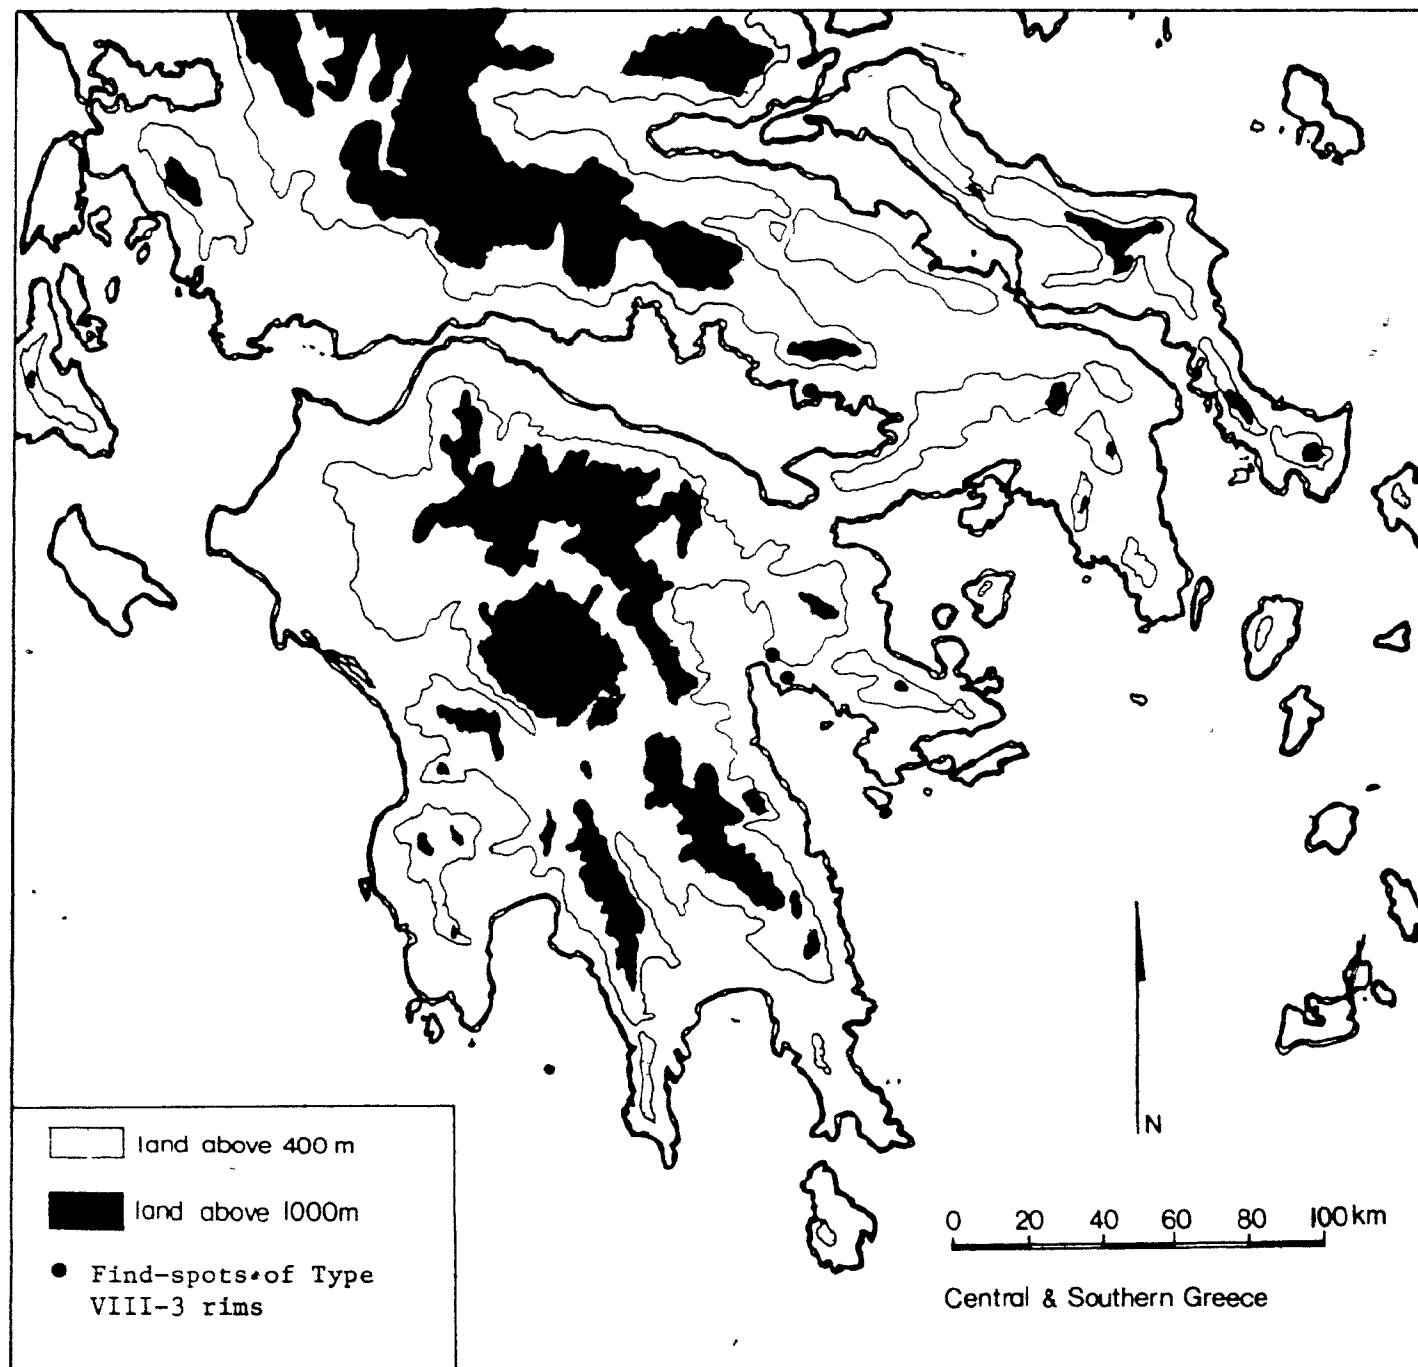 land above 400 m
land above 1000m
Find-spots of Type
VIII-3 rims
N
0 20 40 60 80 100 km
Central & Southern Greece